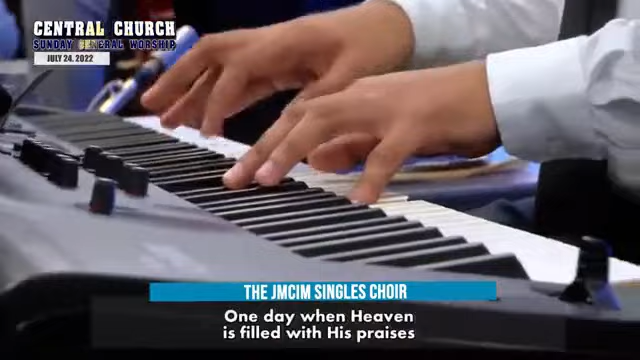 CENTRAL CHURCH
SUNDAY GENERAL WORSHIP
JULY 24, 2022
THE JMCIM SINGLES CHOIR
One day when Heaven
is filled with His praises